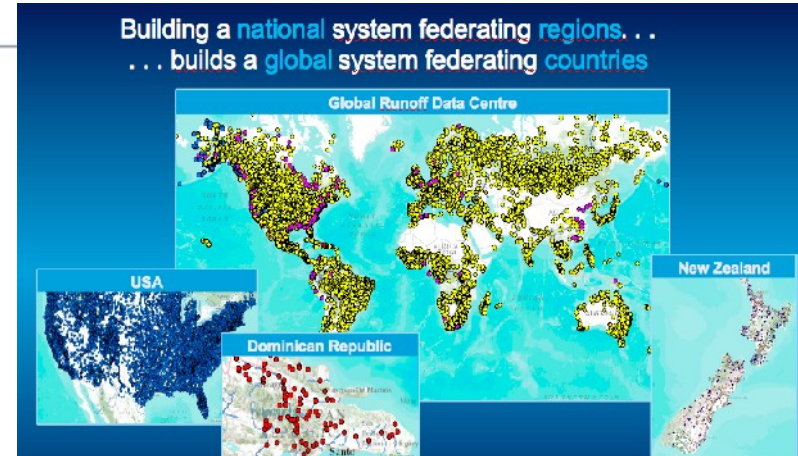 Building a national system federating regions. . .
. . . builds a global system federating countries
Global Runoff Data Centre
USA
Dominican Republic
New Zealand